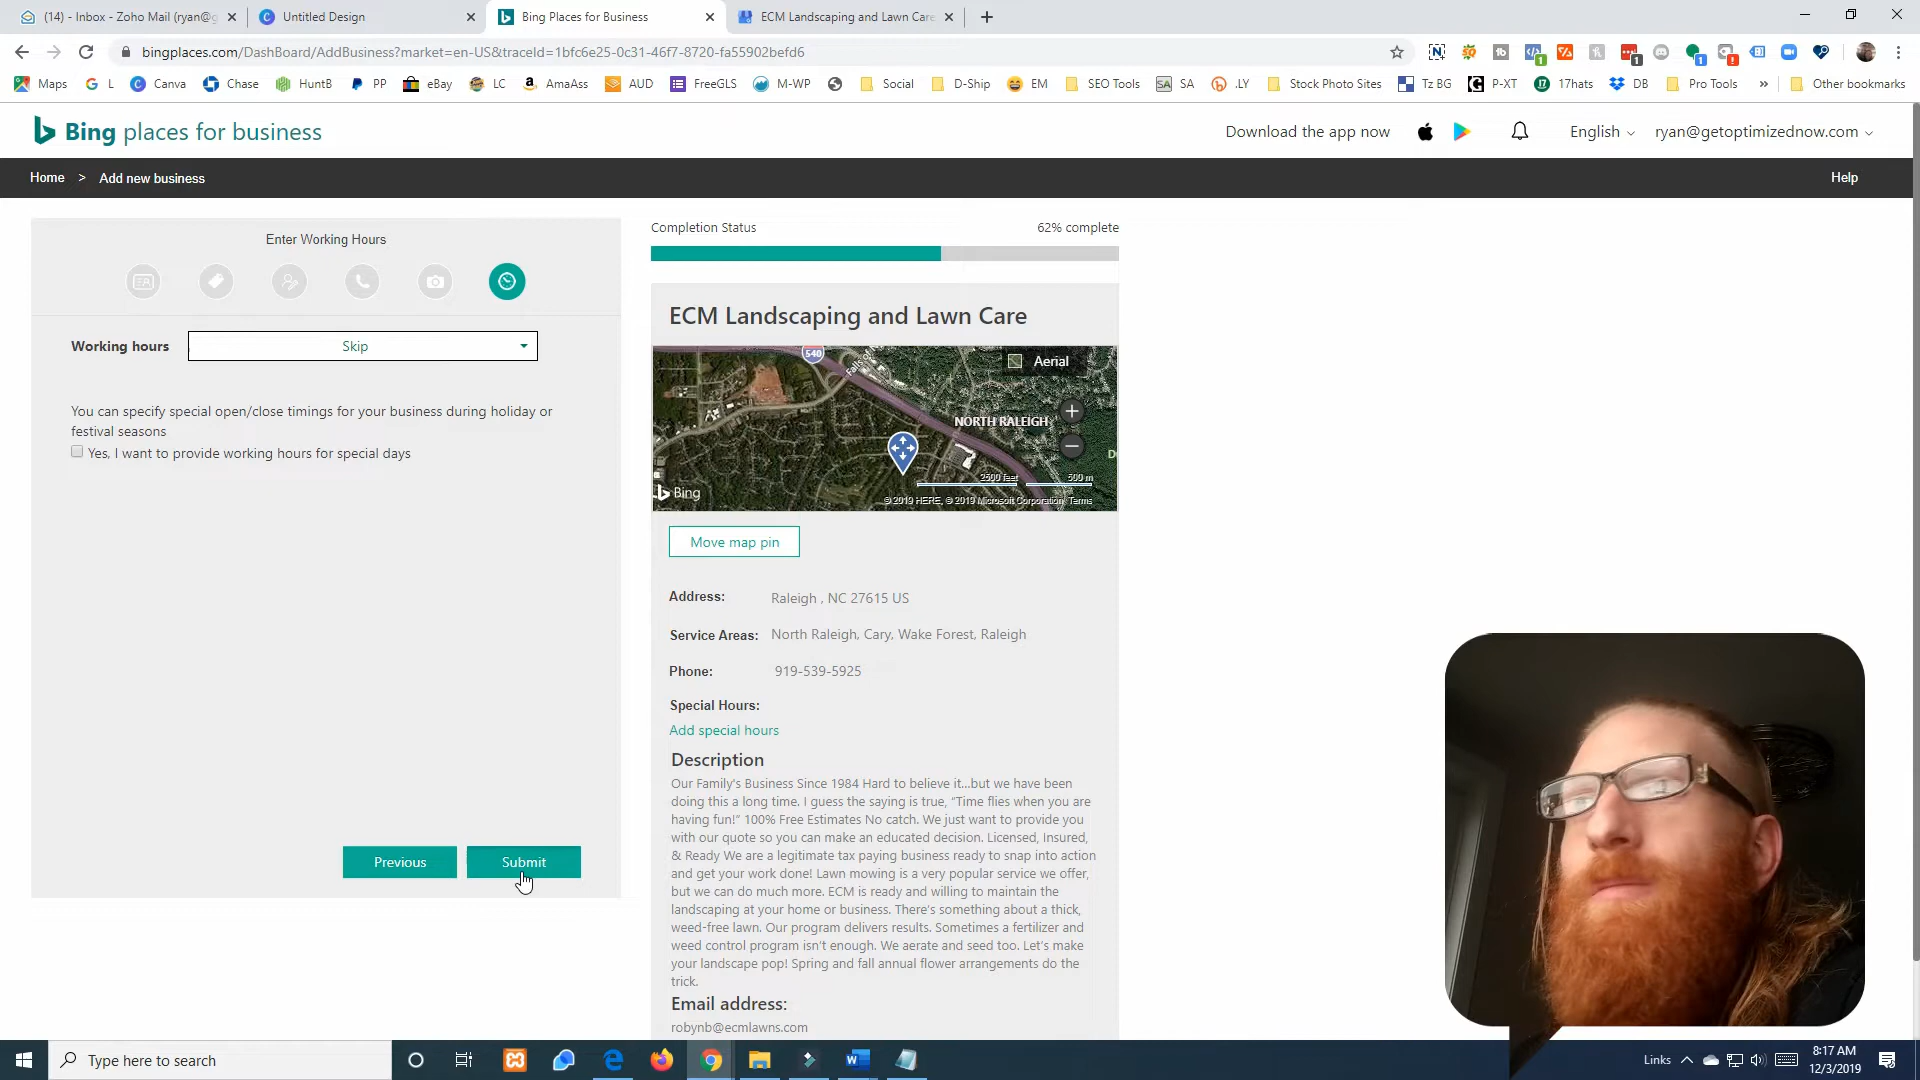 (14) - Inbox - Zoho Mail (ryan@g
Untitled Design
Bing Places for Business
ECM Landscaping and Lawn Care
bingplaces.com/DashBoard/AddBusiness?market=en-US&traceId=1bfc6e25-0c31-46f7-8720-fa55902befd6
Maps G L Canva Chase HuntB PP eBay LC AmaAss AUD FreeGLS M-WP Social D-Ship EM SEO Tools SA SA .LY Stock Photo Sites Tz BG P-XT 17hats DB Pro Tools » Other bookmarks
Bing places for business
Download the app now
English
ryan@getoptimizednow.com
Home > Add new business
Help
Enter Working Hours
Working hours
Skip
You can specify special open/close timings for your business during holiday or
festival seasons
Yes, I want to provide working hours for special days
Previous
Submit
Completion Status
62% complete
ECM Landscaping and Lawn Care
540
Aerial
NORTH RALEIGH
2500 feet
500 m
Bing
© 2019 HERE, © 2019 Microsoft Corporation Terms
Move map pin
Address: Raleigh , NC 27615 US
Service Areas: North Raleigh, Cary, Wake Forest, Raleigh
Phone: 919-539-5925
Special Hours:
Add special hours
Description
Our Family's Business Since 1984 Hard to believe it...but we have been
doing this a long time. I guess the saying is true, "Time flies when you are
having fun!" 100% Free Estimates No catch. We just want to provide you
with our quote so you can make an educated decision. Licensed, Insured,
& Ready We are a legitimate tax paying business ready to snap into action
and get your work done! Lawn mowing is a very popular service we offer,
but we can do much more. ECM is ready and willing to maintain the
landscaping at your home or business. There's something about a thick,
weed-free lawn. Our program delivers results. Sometimes a fertilizer and
weed control program isn't enough. We aerate and seed too. Let's make
your landscape pop! Spring and fall annual flower arrangements do the
trick.
Email address:
robynb@ecmlawns.com
Type here to search
Links
8:17 AM
12/3/2019